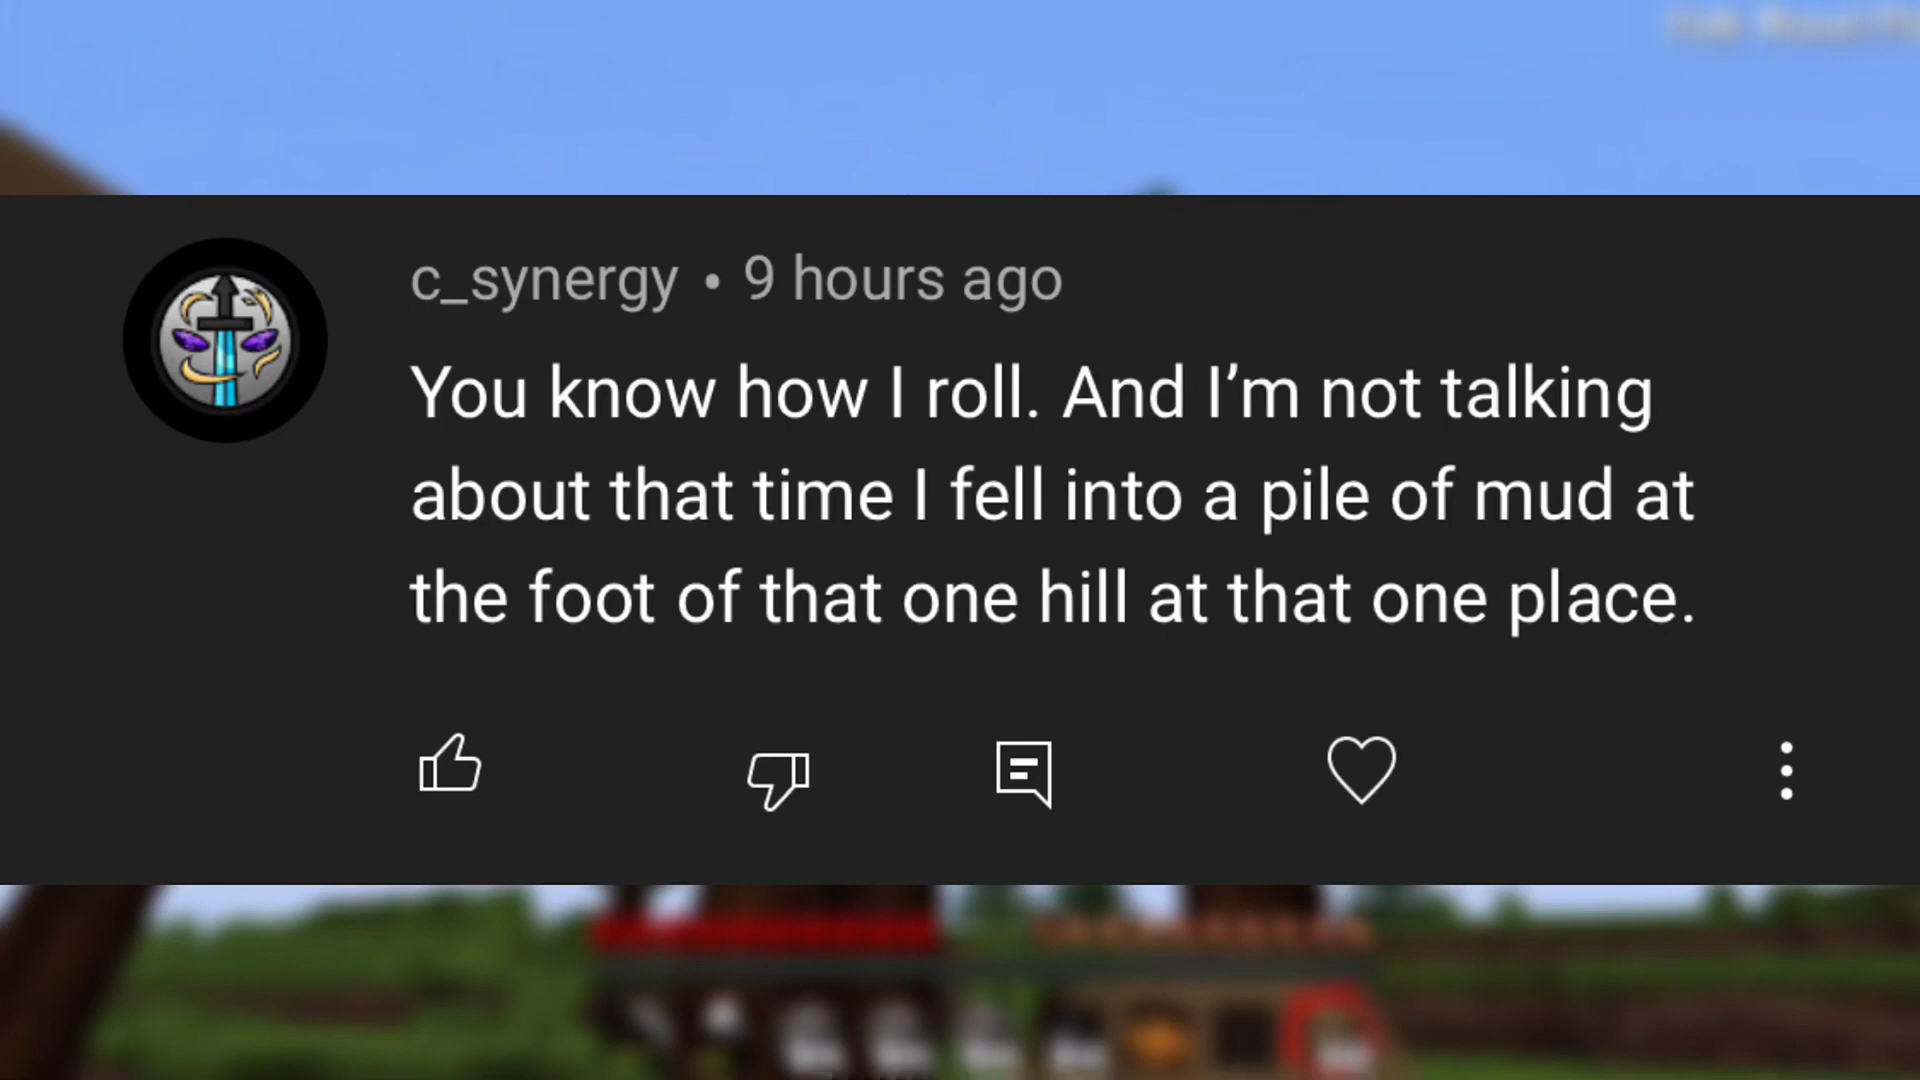 c_synergy • 9 hours ago
You know how I roll. And I’m not talking
about that time I fell into a pile of mud at
the foot of that one hill at that one place.